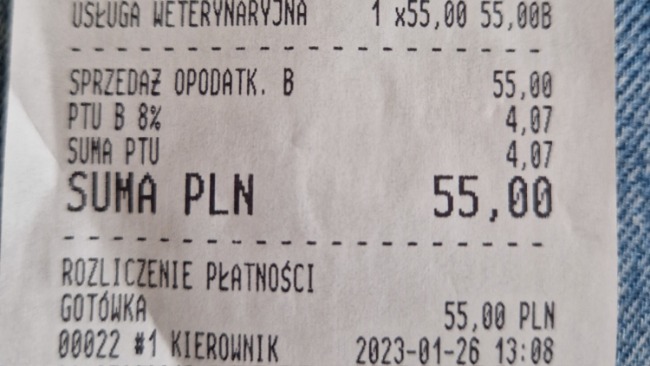 USŁUGA WETERYNARYJNA 1 x55,00 55,00B
SPRZEDAŻ OPODATK. B 55,00
PTU B 8% 4,07
SUMA PTU 4,07
SUMA PLN 55,00
ROZLICZENIE PŁATNOŚCI
GOTÓWKA 55,00 PLN
00022 #1 KIEROWNIK 2023-01-26 13:08